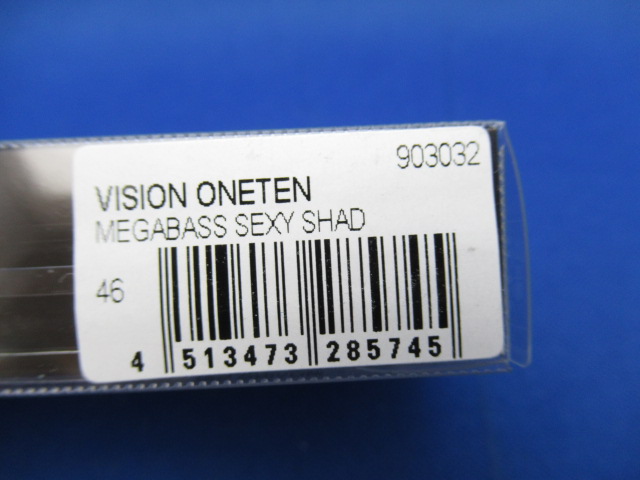 903032
VISION ONETEN
MEGABASS SEXY SHAD
46
4 513473 285745